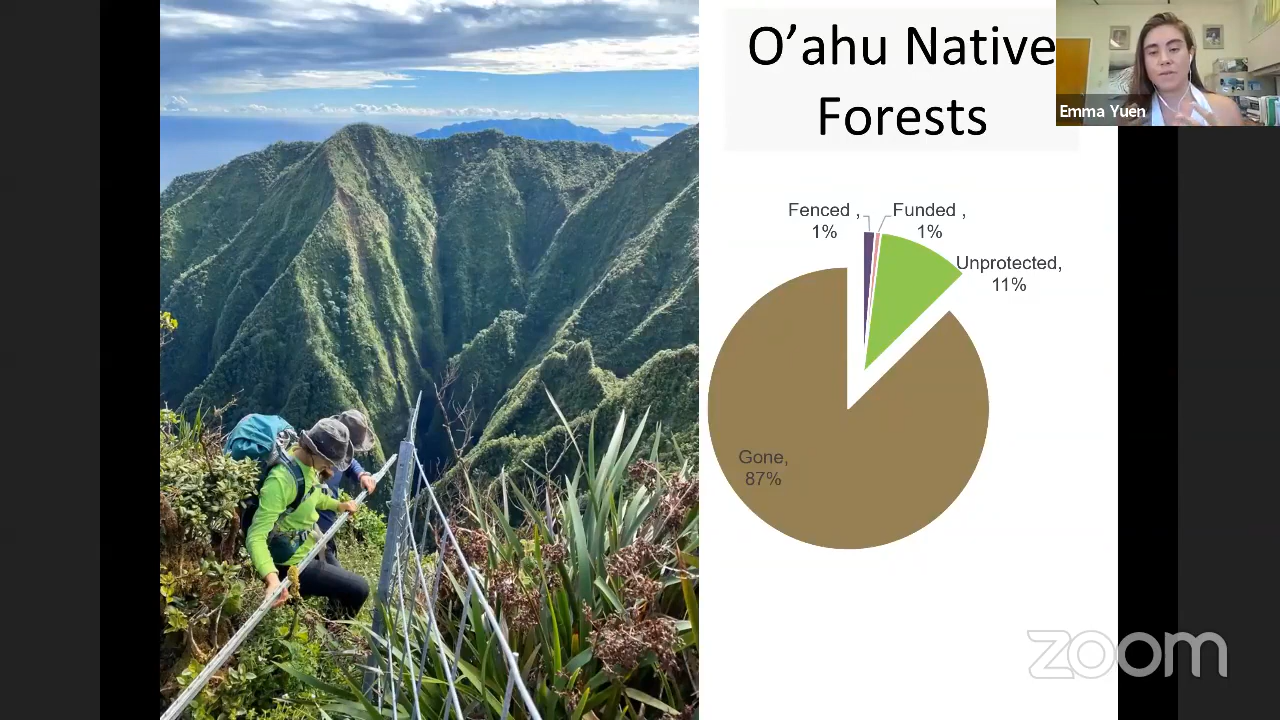 O’ahu Native
Forests
Emma Yuen
Fenced ,
1%
Funded ,
1%
Unprotected,
11%
Gone,
87%
zoom